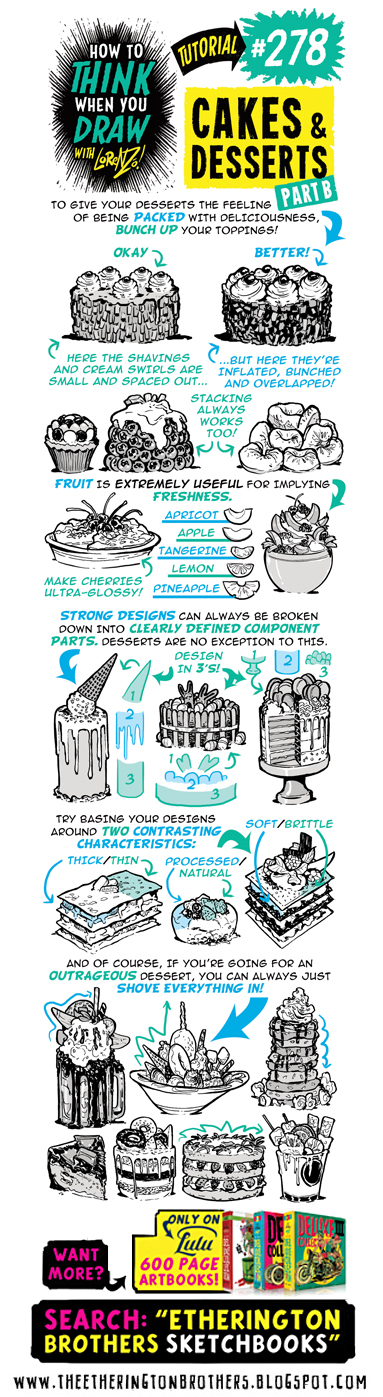 HOW TO
THINK
WHEN YOU
DRAW
WITH LORENZO!
TUTORIAL
#278
CAKES &
DESSERTS
PART B
TO GIVE YOUR DESSERTS THE FEELING
OF BEING PACKED WITH DELICIOUSNESS,
BUNCH UP YOUR TOPPINGS!
OKAY
BETTER!
HERE THE SHAVINGS
AND CREAM SWIRLS ARE
SMALL AND SPACED OUT...
...BUT HERE THEY'RE
INFLATED, BUNCHED
AND OVERLAPPED!
STACKING
ALWAYS
WORKS
TOO!
FRUIT IS EXTREMELY USEFUL FOR IMPLYING
FRESHNESS.
APRICOT
APPLE
TANGERINE
LEMON
PINEAPPLE
MAKE CHERRIES
ULTRA-GLOSSY!
STRONG DESIGNS CAN ALWAYS BE BROKEN
DOWN INTO CLEARLY DEFINED COMPONENT
PARTS. DESSERTS ARE NO EXCEPTION TO THIS.
DESIGN
IN 3'S!
1
2
3
1
1
2
3
1
2
3
TRY BASING YOUR DESIGNS
AROUND TWO CONTRASTING
CHARACTERISTICS:
SOFT/BRITTLE
THICK/THIN
PROCESSED/
NATURAL
AND OF COURSE, IF YOU'RE GOING FOR AN
OUTRAGEOUS DESSERT, YOU CAN ALWAYS JUST
SHOVE EVERYTHING IN!
WANT
MORE?
ONLY ON
Lulu
600 PAGE
ARTBOOKS!
DELUXE III
SEARCH: "ETHERINGTON
BROTHERS SKETCHBOOKS"
WWW.THEETHERINGTONBROTHERS.BLOGSPOT.COM